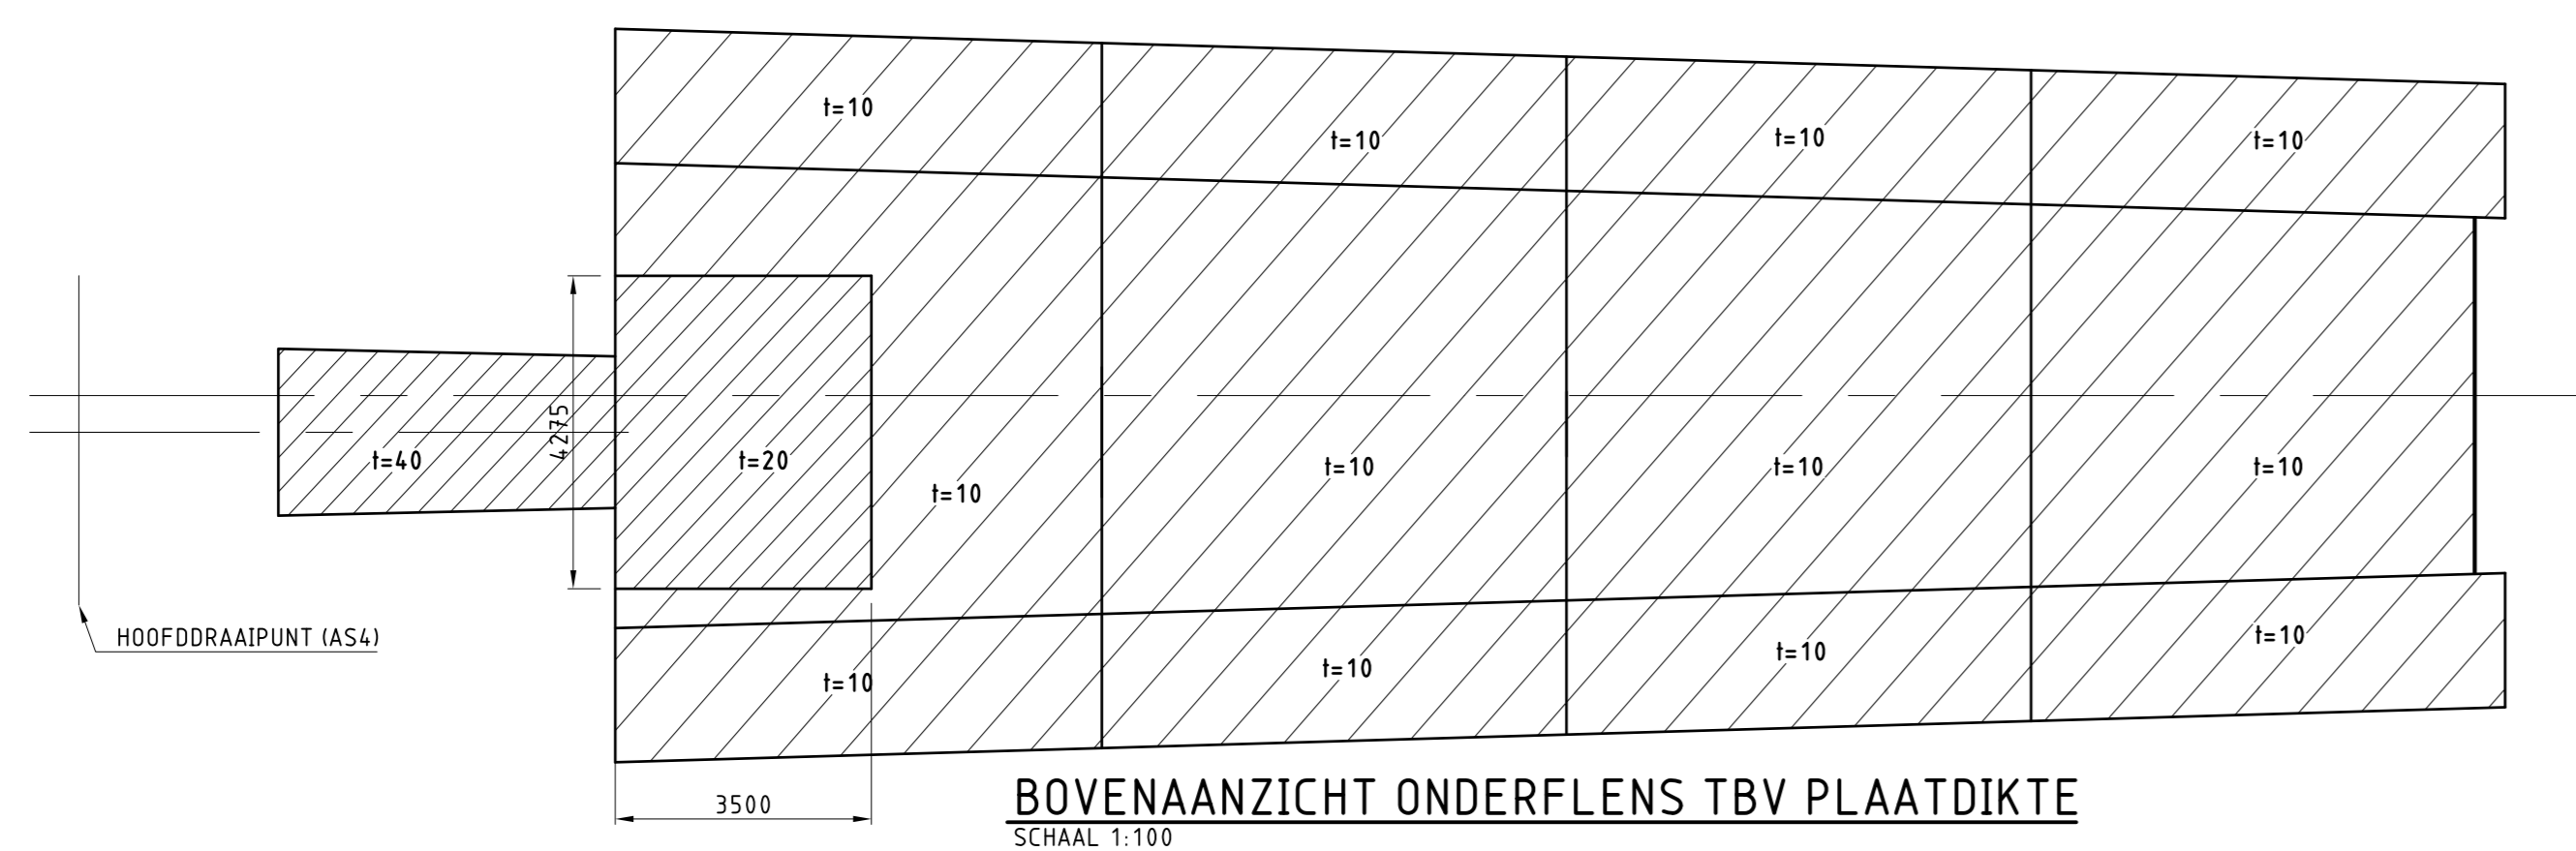 t=10
t=10
t=10
t=10
4275
t=40
t=20
t=10
t=10
t=10
t=10
HOOFDDRAAIPUNT (AS4)
t=10
t=10
t=10
t=10
3500
BOVENAANZICHT ONDERFLENS TBV PLAATDIKTE
SCHAAL 1:100